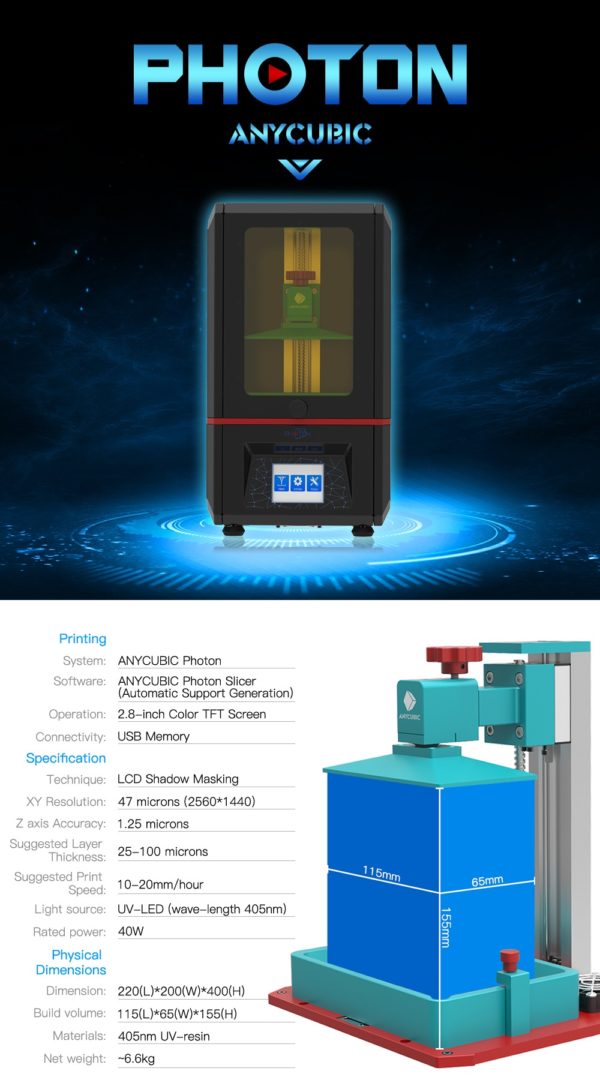 PHOTON
ANYCUBIC
ANYCUBIC
Printing
System: ANYCUBIC Photon
Software: ANYCUBIC Photon Slicer
(Automatic Support Generation)
Operation: 2.8-inch Color TFT Screen
Connectivity: USB Memory
Specification
Technique: LCD Shadow Masking
XY Resolution: 47 microns (2560*1440)
Z axis Accuracy: 1.25 microns
Suggested Layer
Thickness: 25-100 microns
Suggested Print
Speed: 10-20mm/hour
Light source: UV-LED (wave-length 405nm)
Rated power: 40W
Physical
Dimensions
Dimension: 220(L)*200(W)*400(H)
Build volume: 115(L)*65(W)*155(H)
Materials: 405nm UV-resin
Net weight: ~6.6kg
ANYCUBIC
115mm
65mm
155mm